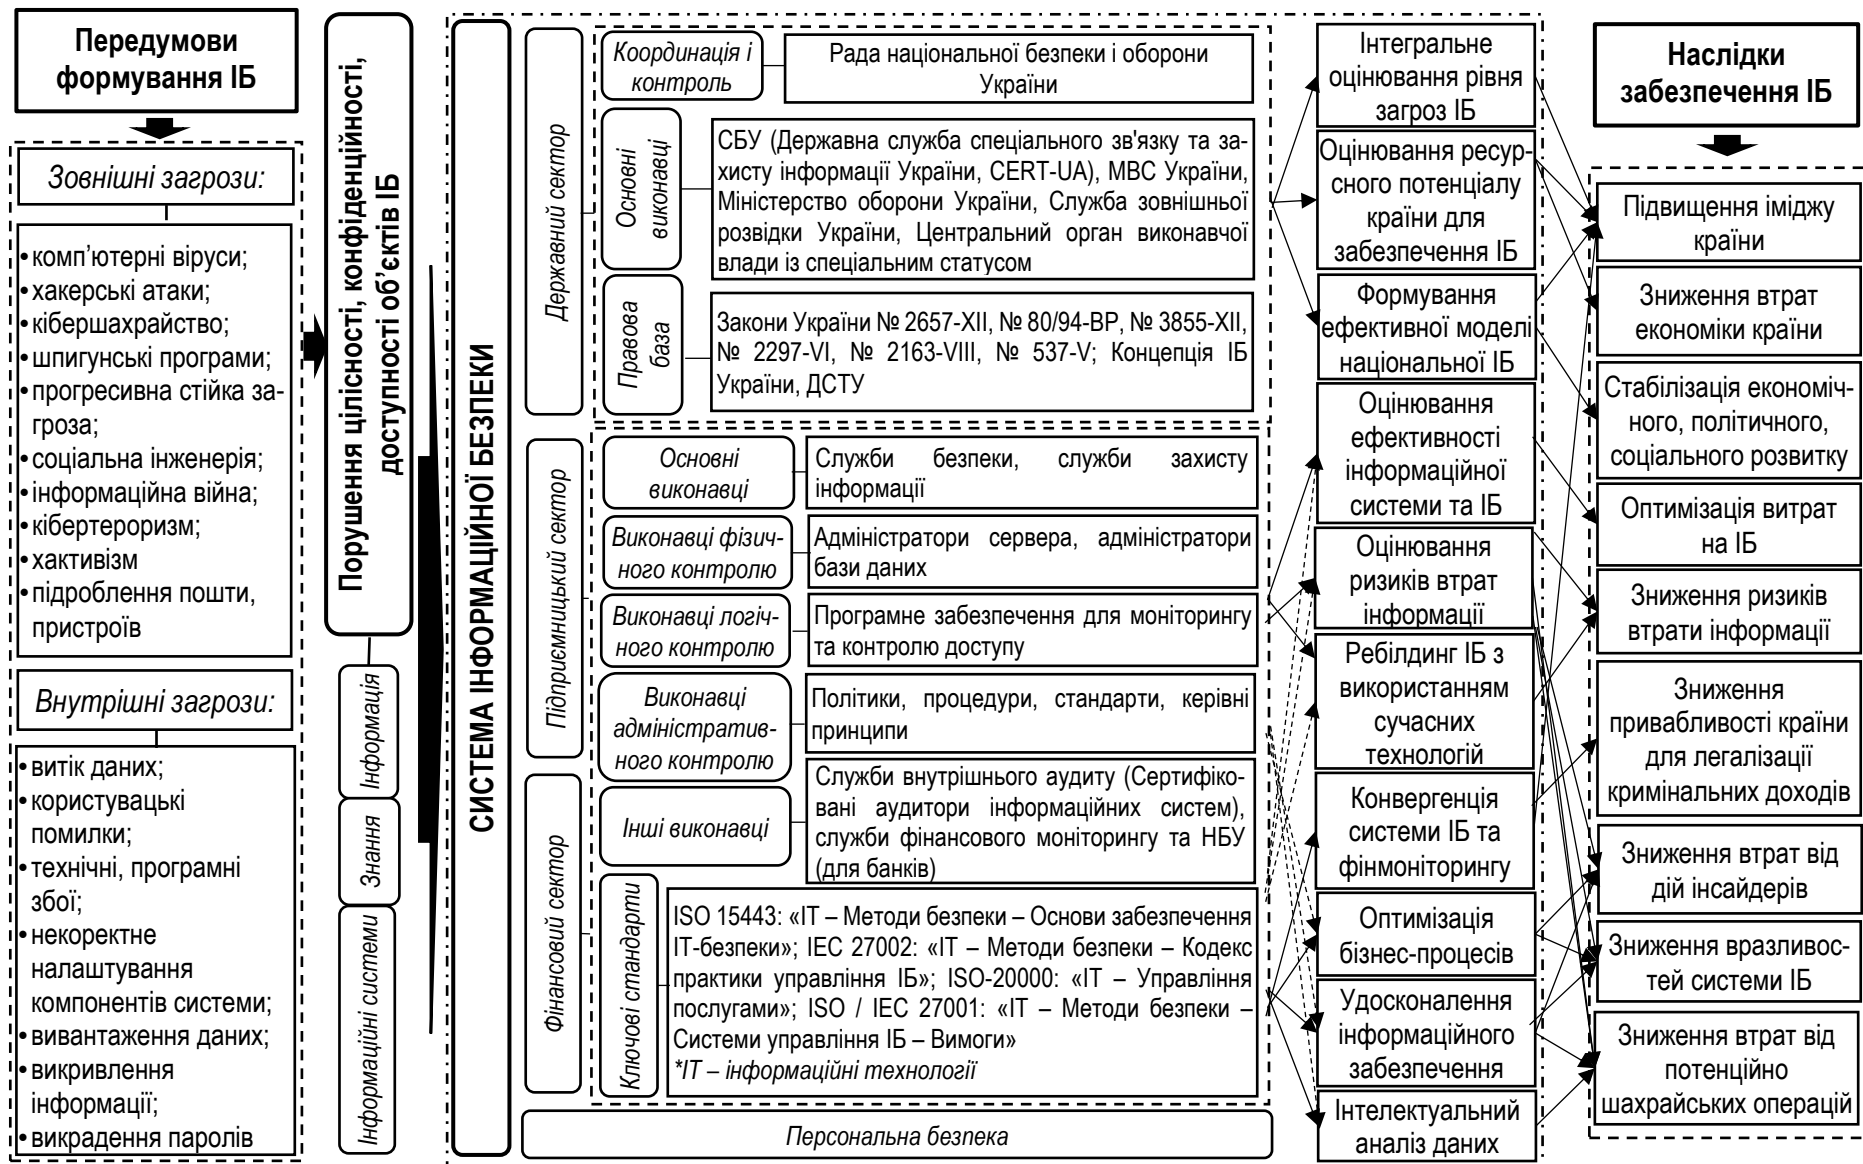 Передумови
формування ІБ
Зовнішні загрози:
•комп’ютерні віруси;
•хакерські атаки;
•кібершахрайство;
•шпигунські програми;
•прогресивна стійка за-
гроза;
•соціальна інженерія;
•інформаційна війна;
•кібертероризм;
•хактивізм
•підроблення пошти,
пристроїв
Внутрішні загрози:
•витік даних;
•користувацькі
помилки;
•технічні, програмні
збої;
•некоректне
налаштування
компонентів системи;
•вивантаження даних;
•викривлення
інформації;
•викрадення паролів
Порушення цілісності, конфіденційності,
доступності об’єктів ІБ
Інформація
Знання
Інформаційні системи
СИСТЕМА ІНФОРМАЦІЙНОЇ БЕЗПЕКИ
Державний сектор
Координація і
контроль
Рада національної безпеки і оборони
України
Основні
виконавці
СБУ (Державна служба спеціального зв'язку та за-
хисту інформації України, CERT-UA), МВС України,
Міністерство оборони України, Служба зовнішньої
розвідки України, Центральний орган виконавчої
влади із спеціальним статусом
Правова
база
Закони України № 2657-XII, № 80/94-ВР, № 3855-XII,
№ 2297-VI, № 2163-VIII, № 537-V; Концепція ІБ
України, ДСТУ
Підприємницький сектор
Основні
виконавці
Служби безпеки, служби захисту
інформації
Виконавці фізич-
ного контролю
Адміністратори сервера, адміністратори
бази даних
Виконавці логіч-
ного контролю
Програмне забезпечення для моніторингу
та контролю доступу
Виконавці
адміністратив-
ного контролю
Політики, процедури, стандарти, керівні
принципи
Фінансовий сектор
Інші виконавці
Служби внутрішнього аудиту (Сертифіко-
вані аудитори інформаційних систем),
служби фінансового моніторингу та НБУ
(для банків)
Ключові стандарти
ISO 15443: «ІТ – Методи безпеки – Основи забезпечення
ІТ-безпеки»; IEC 27002: «ІТ – Методи безпеки – Кодекс
практики управління ІБ»; ISO-20000: «ІТ – Управління
послугами»; ISO / IEC 27001: «ІТ – Методи безпеки –
Системи управління ІБ – Вимоги»
*ІТ – інформаційні технології
Персональна безпека
Інтегральне
оцінювання рівня
загроз ІБ
Оцінювання ресур-
сного потенціалу
країни для
забезпечення ІБ
Формування
ефективної моделі
національної ІБ
Оцінювання
ефективності
інформаційної
системи та ІБ
Оцінювання
ризиків втрат
інформації
Ребілдинг ІБ з
використанням
сучасних
технологій
Конвергенція
системи ІБ та
фінмоніторингу
Оптимізація
бізнес-процесів
Удосконалення
інформаційного
забезпечення
Інтелектуальний
аналіз даних
Наслідки
забезпечення ІБ
Підвищення іміджу
країни
Зниження втрат
економіки країни
Стабілізація економіч-
ного, політичного,
соціального розвитку
Оптимізація витрат
на ІБ
Зниження ризиків
втрати інформації
Зниження
привабливості країни
для легалізації
кримінальних доходів
Зниження втрат від
дій інсайдерів
Зниження вразливос-
тей системи ІБ
Зниження втрат від
потенційно
шахрайських операцій